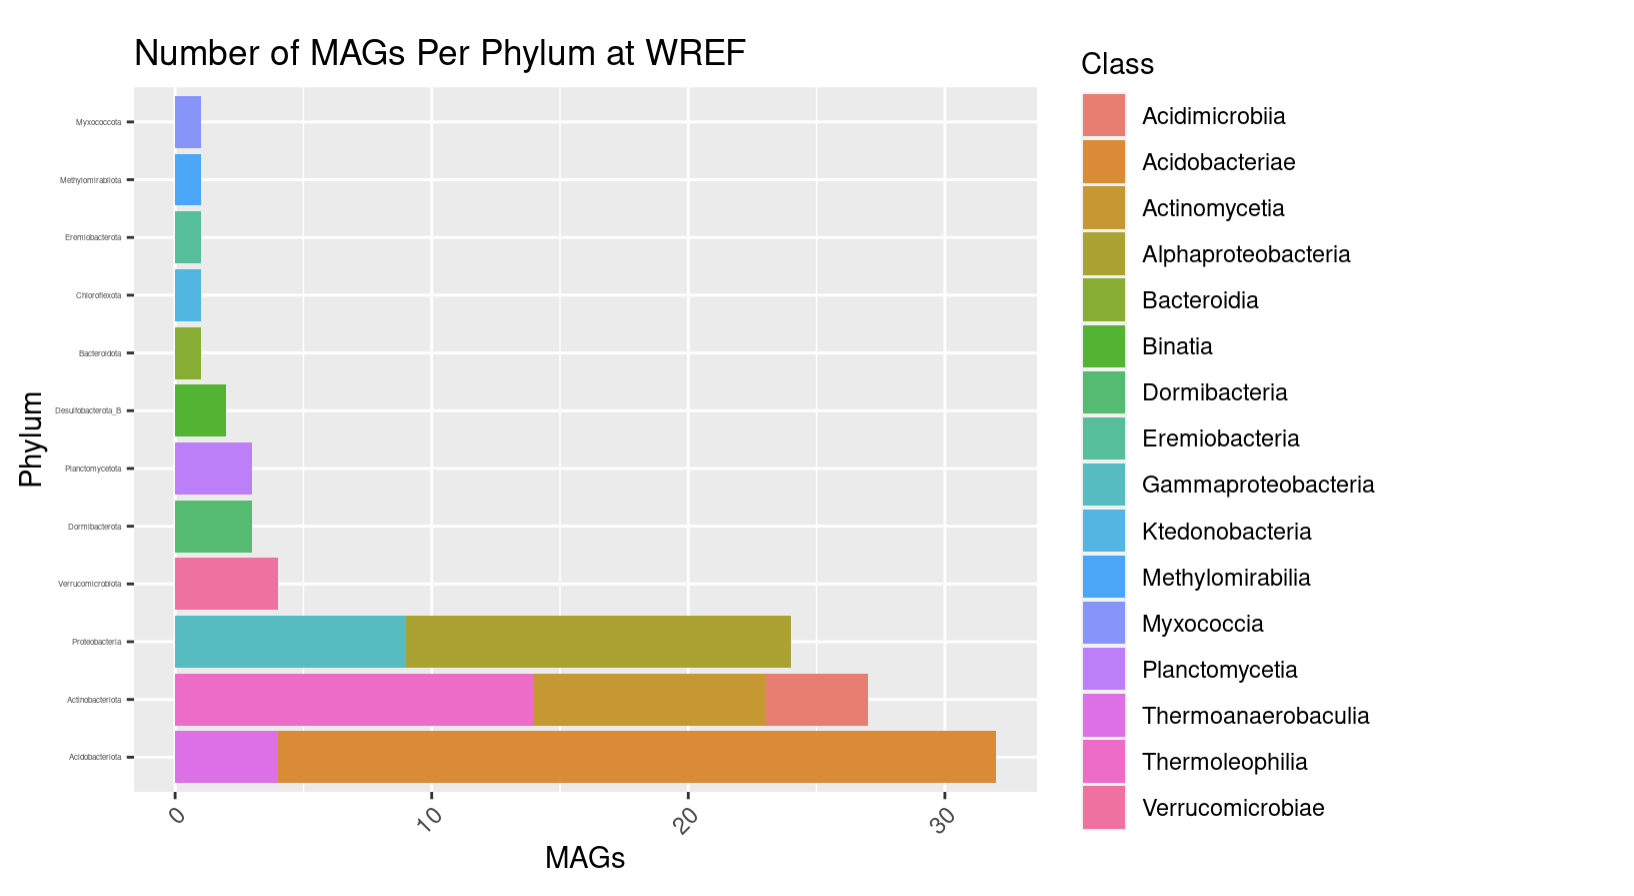 Number of MAGs Per Phylum at WREF
Phylum
Myxococcota
Methylomirabilota
Eremiobacterota
Chloroflexota
Bacteroidota
Desulfobacterota_B
Planctomycetota
Dormibacterota
Verrucomicrobiota
Proteobacteria
Actinobacteriota
Acidobacteriota
0 10 20 30
MAGs
Class
Acidimicrobiia
Acidobacteriae
Actinomycetia
Alphaproteobacteria
Bacteroidia
Binatia
Dormibacteria
Eremiobacteria
Gammaproteobacteria
Ktedonobacteria
Methylomirabilia
Myxococcia
Planctomycetia
Thermoanaerobaculia
Thermoleophilia
Verrucomicrobiae